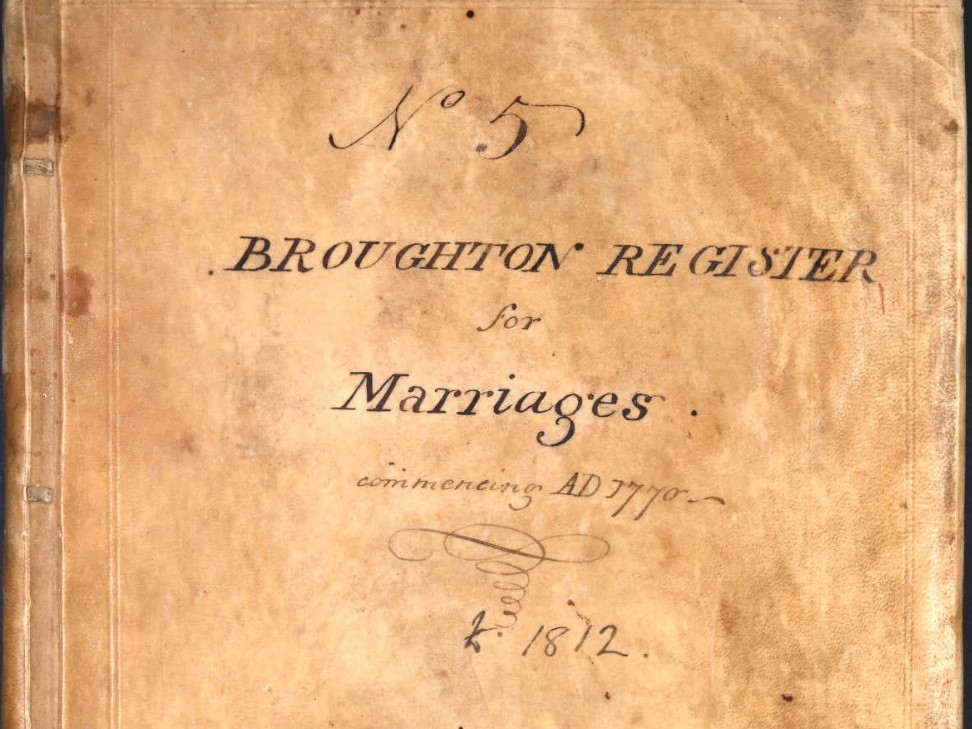 No 5
BROUGHTON REGISTER
for
Marriages.
commencing AD 1770
1812.